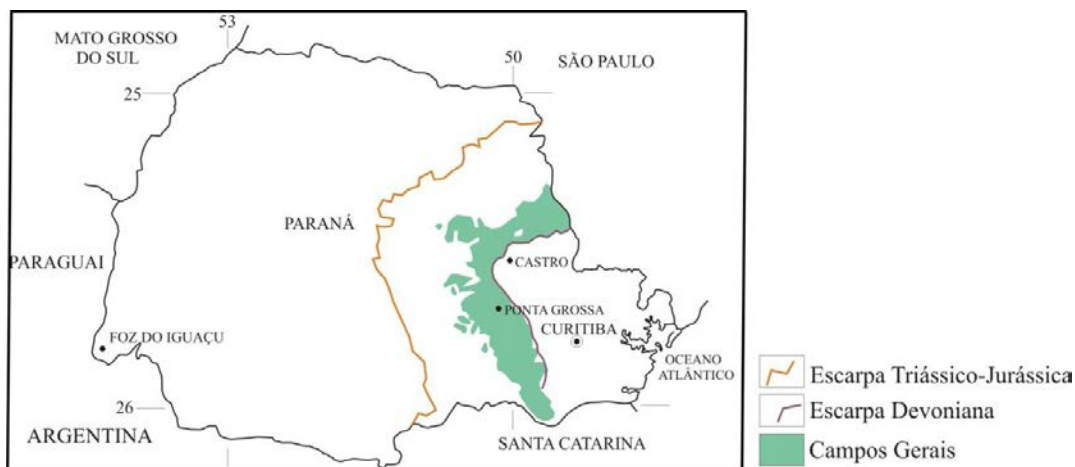 53
MATO GROSSO
DO SUL
50
SÃO PAULO
25
PARANÁ
PARAGUAI
CASTRO
PONTA GROSSA
CURITIBA
FOZ DO IGUAÇU
OCEANO
ATLÂNTICO
26
ARGENTINA
SANTA CATARINA
Escarpa Triássico-Jurássica
Escarpa Devoniana
Campos Gerais